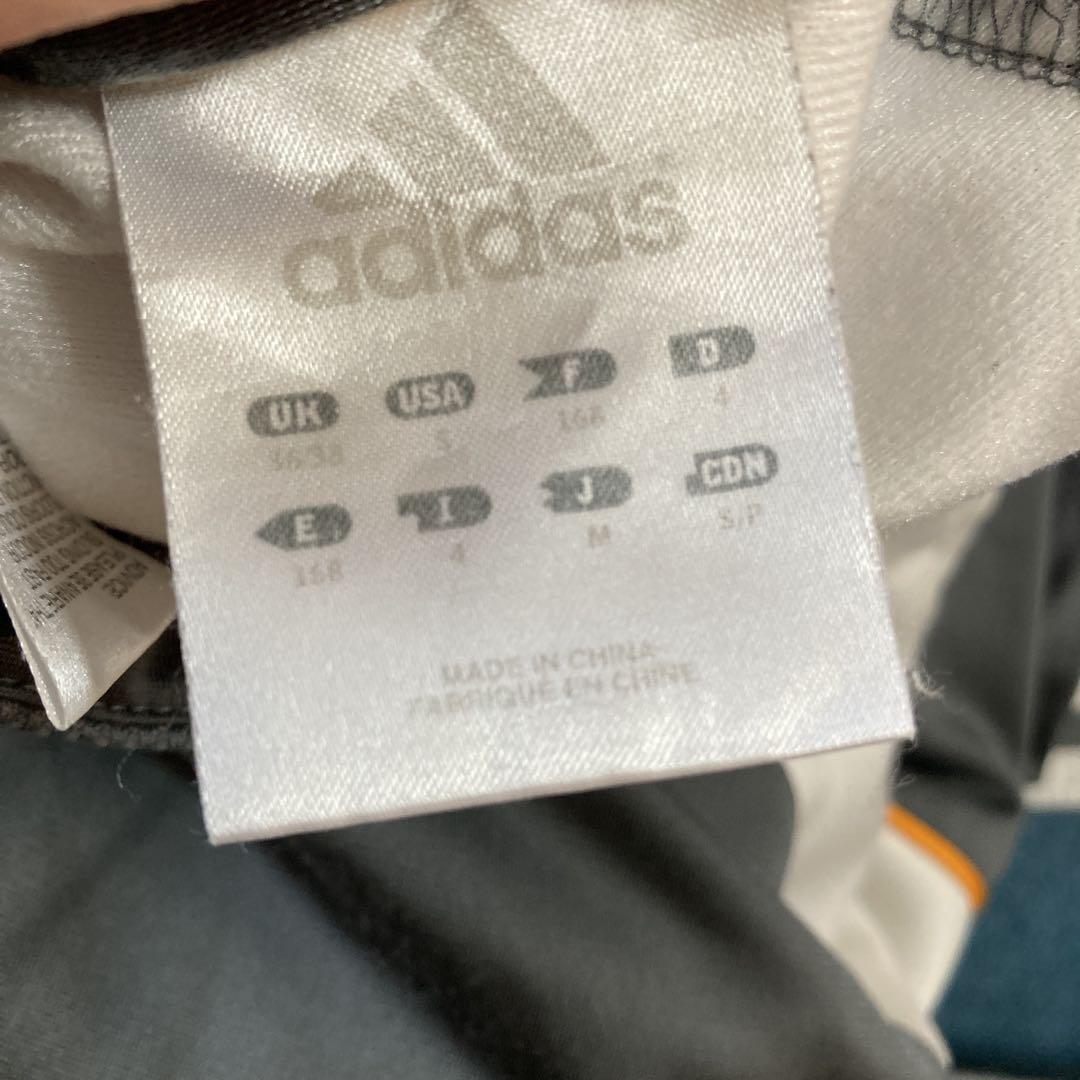 adidas
UK USA F D
36/38 S 168 4
E I J CDN
168 4 M S/P
MADE IN CHINA
FABRIQUÉ EN CHINE